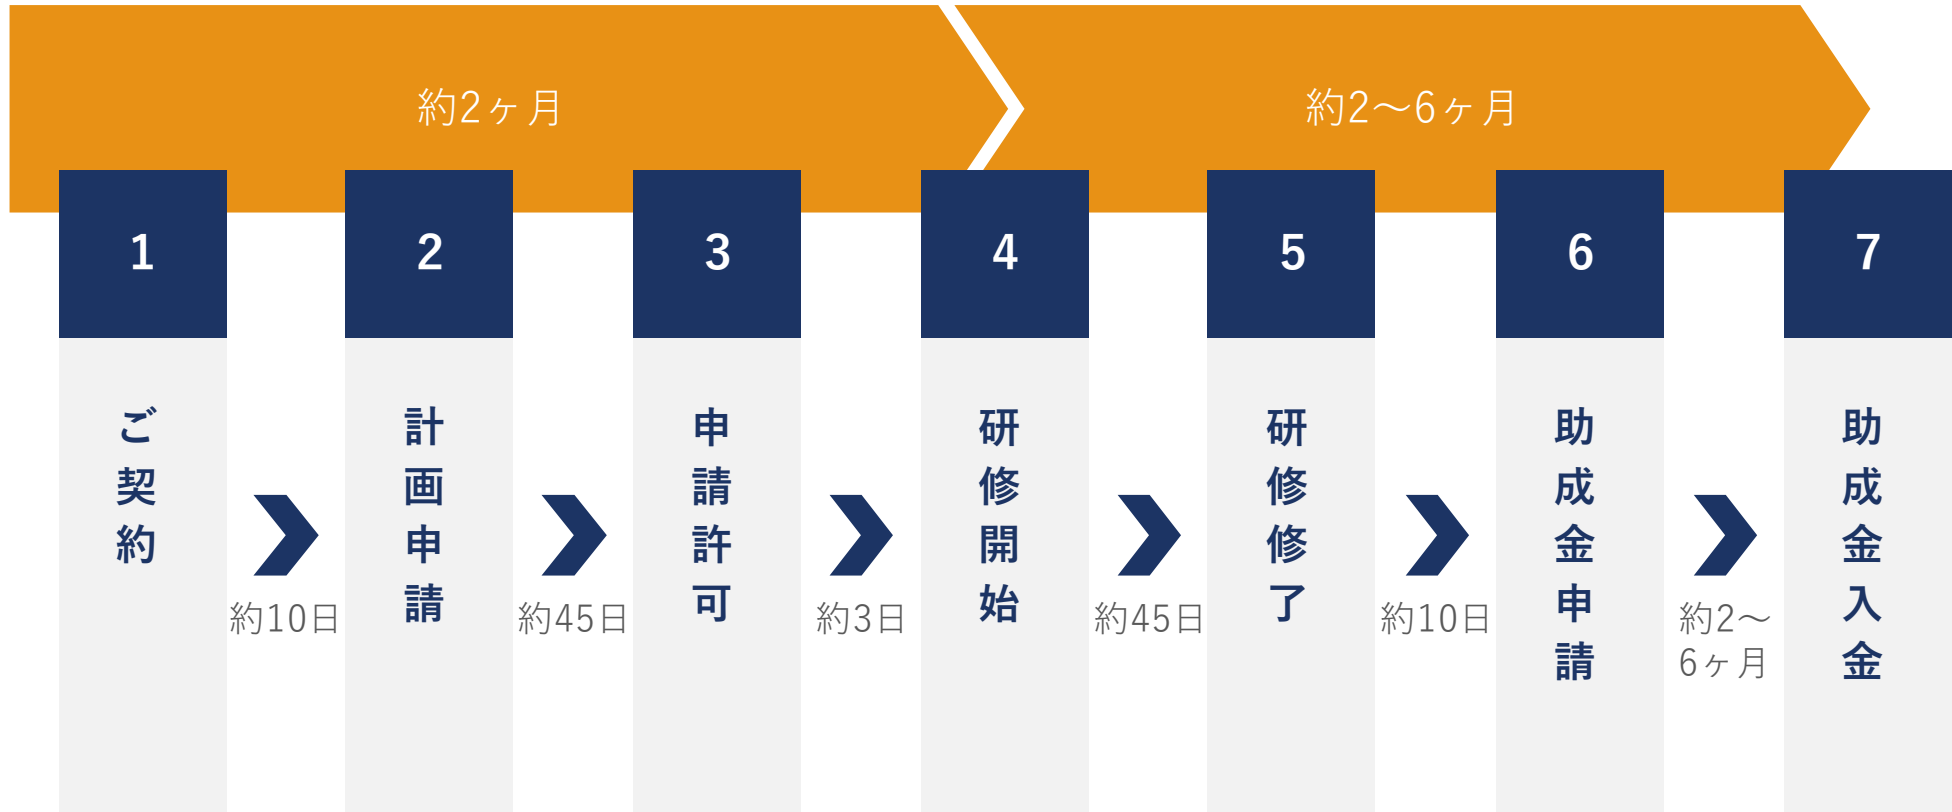 約2ヶ月
約2～6ヶ月
1
2
3
4
5
6
7
ご契約
約10日
計画申請
約45日
申請許可
約3日
研修開始
約45日
研修修了
約10日
助成金申請
約2～
6ヶ月
助成金入金